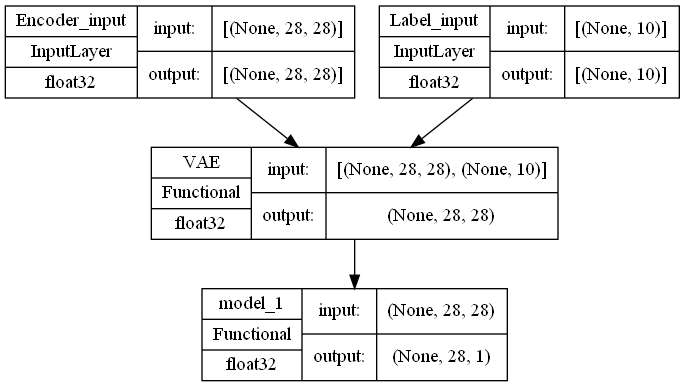 Encoder_input
InputLayer
float32
input:
[(None, 28, 28)]
output:
[(None, 28, 28)]
Label_input
InputLayer
float32
input:
[(None, 10)]
output:
[(None, 10)]
VAE
Functional
float32
input:
[(None, 28, 28), (None, 10)]
output:
(None, 28, 28)
model_1
Functional
float32
input:
(None, 28, 28)
output:
(None, 28, 1)